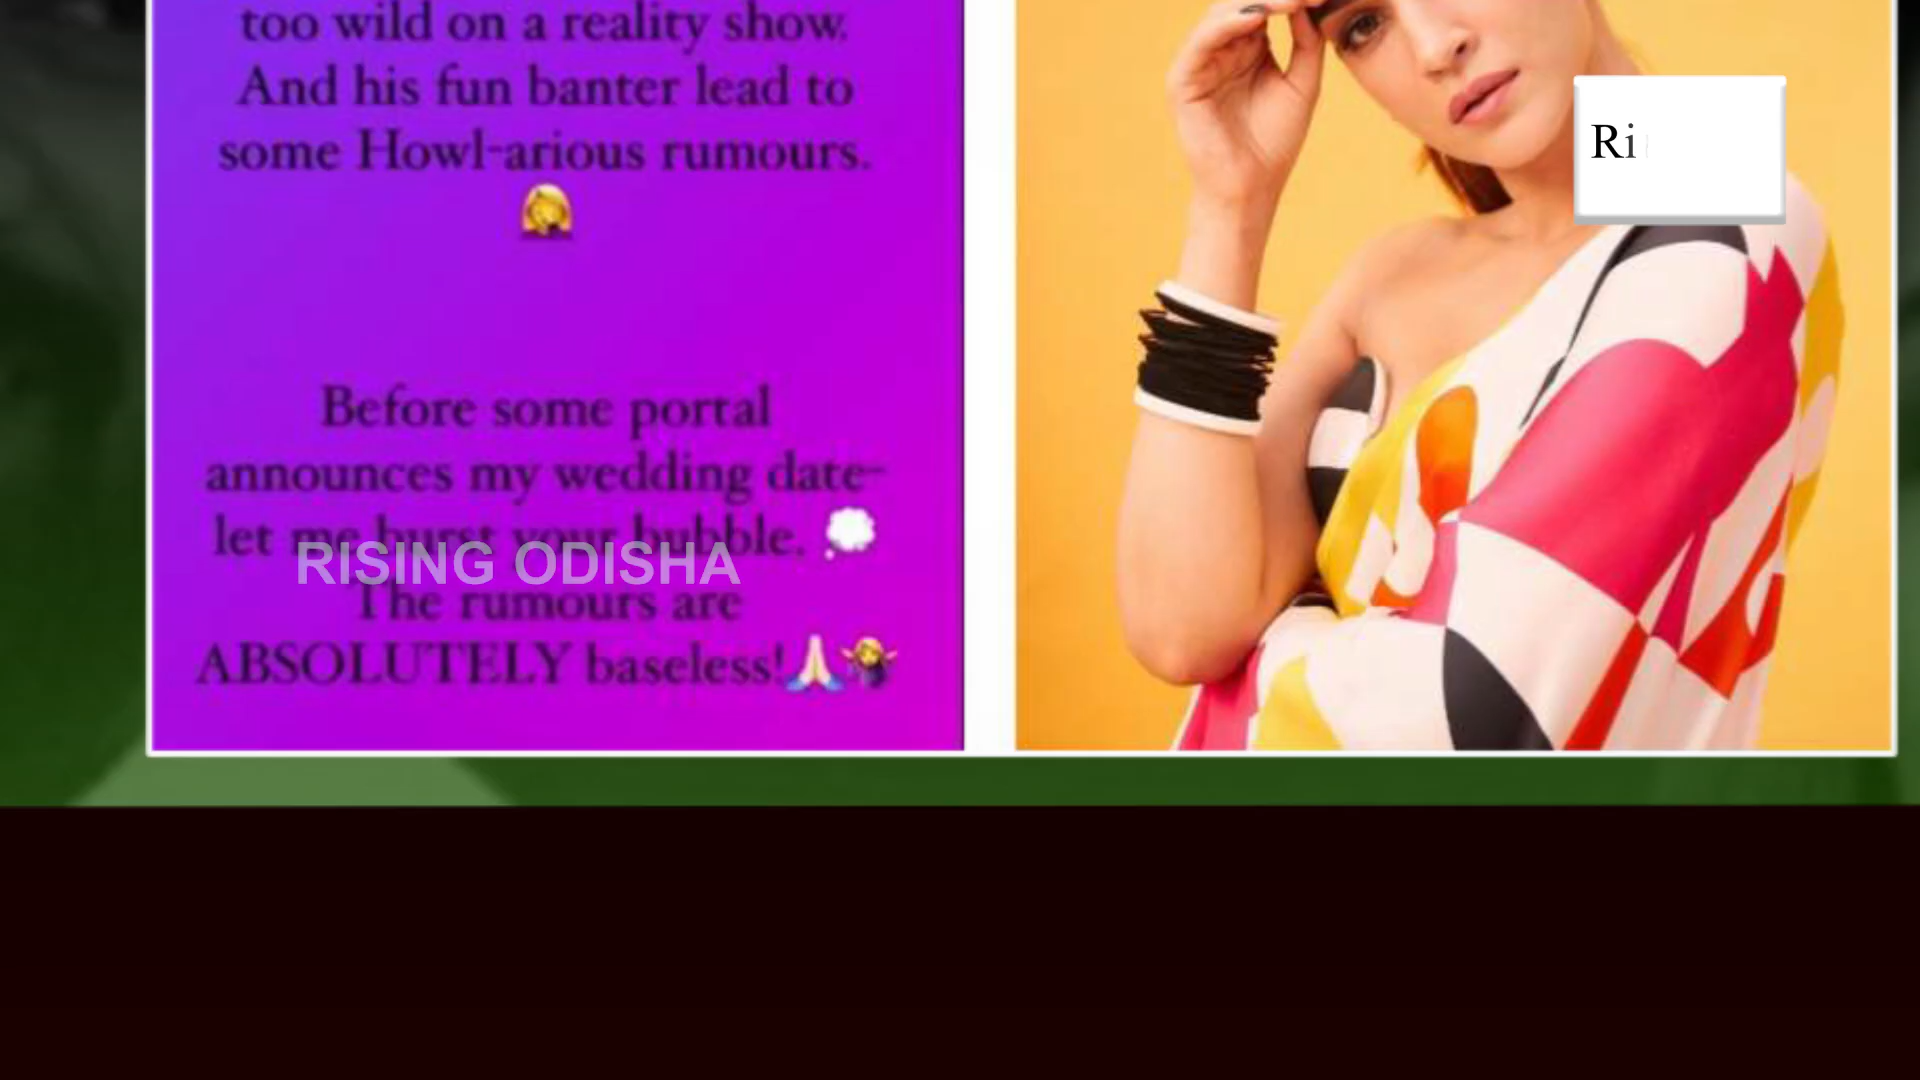 too wild on a reality show.
And his fun banter lead to
some Howl-arious rumours.
Before some portal
announces my wedding date-
let me burst your bubble.
RISING ODISHA
The rumours are
ABSOLUTELY baseless!
Ri